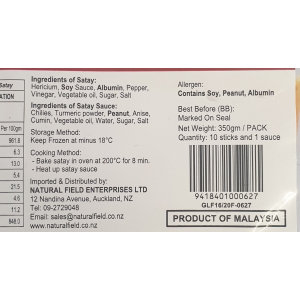 Satay
ATION
Per 100gm
961.8
6.3
13.0
5.4
21.5
4.6
11.2
848.0
Ingredients of Satay:
Hericium, Soy Sauce, Albumin, Pepper,
Vinegar, Vegetable oil, Sugar, Salt
Ingredients of Satay Sauce:
Chilies, Turmeric powder, Peanut, Anise,
Cumin, Vegetable oil, Water, Sugar, Salt
Storage Method:
Keep Frozen at minus 18°C
Cooking Method:
- Bake satay in oven at 200°C for 8 min.
- Heat up satay sauce
Imported & Distributed by:
NATURAL FIELD ENTERPRISES LTD
12 Nandina Avenue, Auckland, NZ
Tel: 09-2729048
Email: sales@naturalfield.co.nz
www.naturalfield.co.nz
Allergen:
Contains Soy, Peanut, Albumin
Best Before (BB):
Marked On Seal
Net Weight: 350gm / PACK
Quantity: 10 sticks and 1 sauce
9418401000627
GLF16/20F-0627
PRODUCT OF MALAYSIA